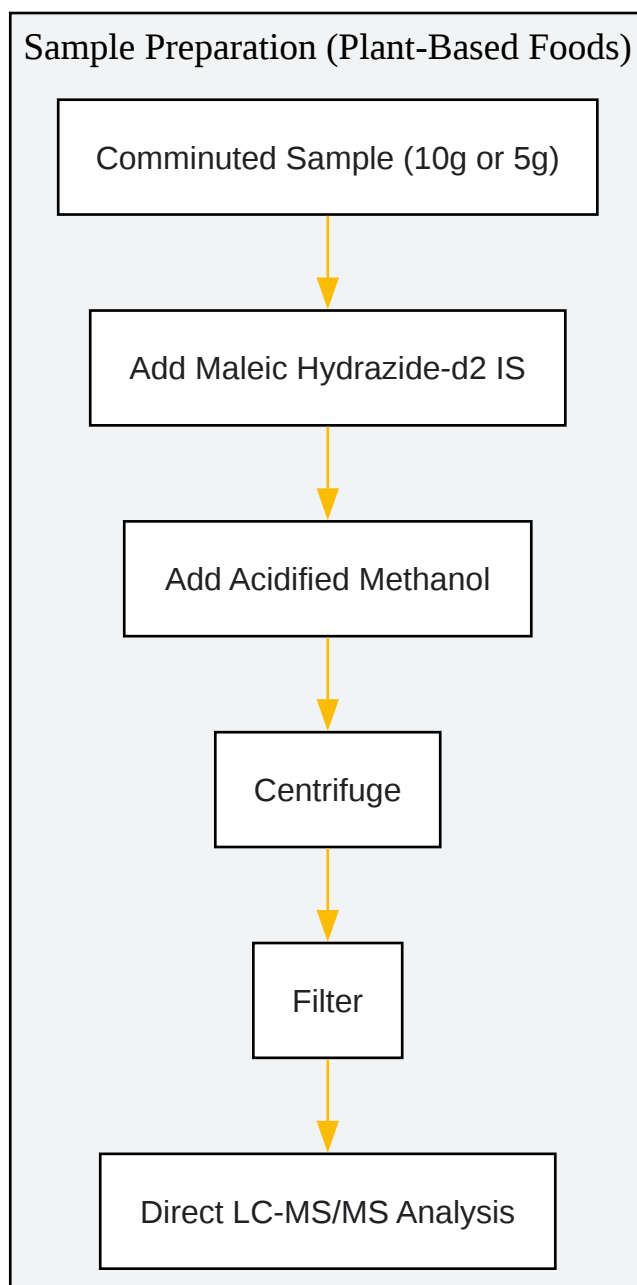 Sample Preparation (Plant-Based Foods)
Comminuted Sample (10g or 5g)
Add Maleic Hydrazide-d2 IS
Add Acidified Methanol
Centrifuge
Filter
Direct LC-MS/MS Analysis